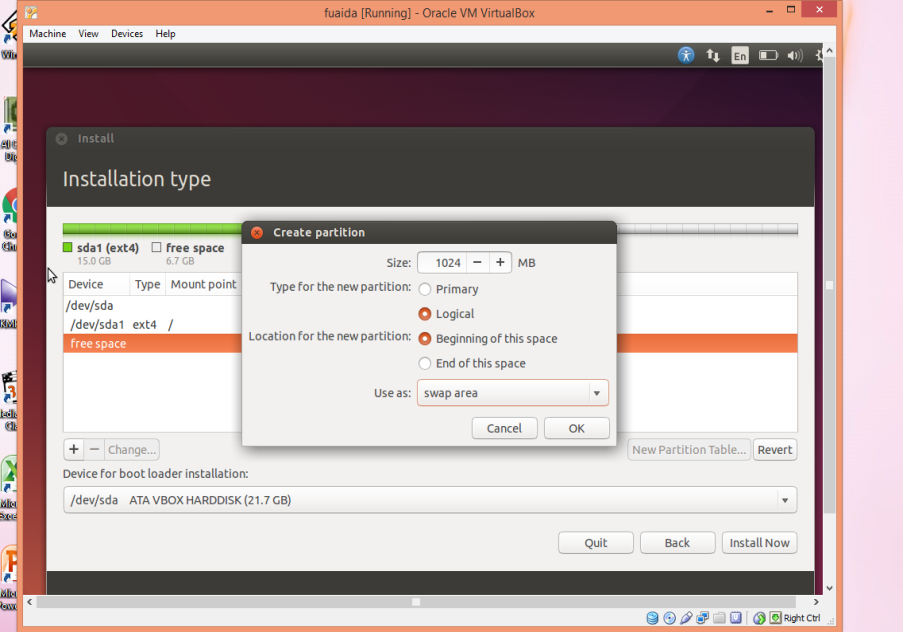 fuaida [Running] - Oracle VM VirtualBox
Machine View Devices Help
En
Install
Installation type
sda1 (ext4) free space
15.0 GB 6.7 GB
Create partition
Size: 1024 MB
Type for the new partition: Primary
Logical
Location for the new partition: Beginning of this space
End of this space
Use as: swap area
Cancel OK
Device Type Mount point
/dev/sda
/dev/sda1 ext4 /
free space
+ − Change... New Partition Table... Revert
Device for boot loader installation:
/dev/sda ATA VBOX HARDDISK (21.7 GB)
Quit Back Install Now
Right Ctrl